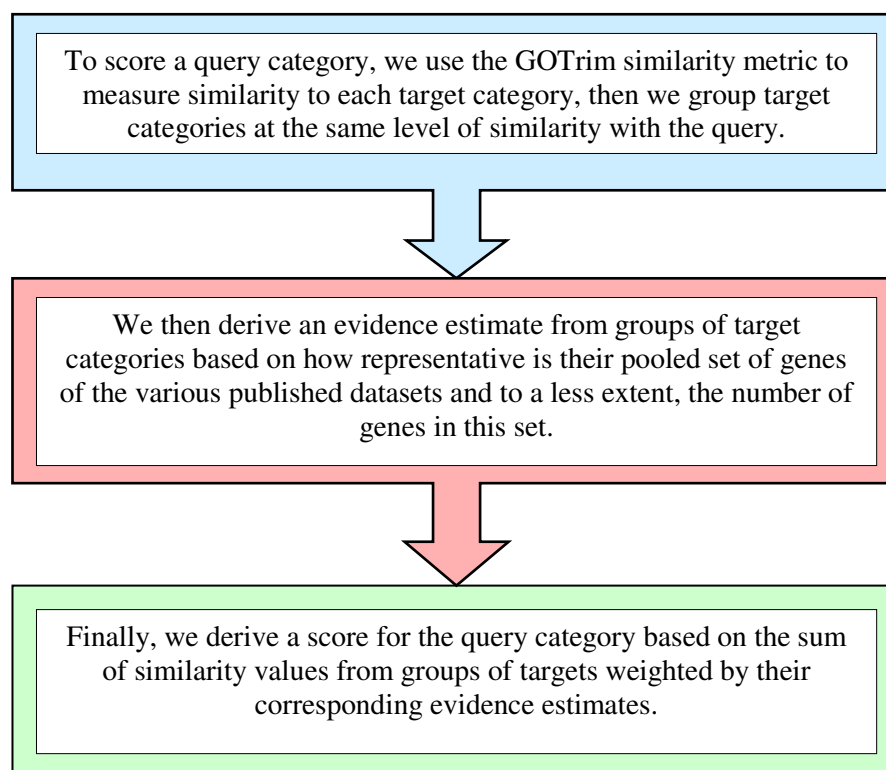 To score a query category, we use the GOTrim similarity metric to
measure similarity to each target category, then we group target
categories at the same level of similarity with the query.
We then derive an evidence estimate from groups of target
categories based on how representative is their pooled set of genes
of the various published datasets and to a less extent, the number of
genes in this set.
Finally, we derive a score for the query category based on the sum
of similarity values from groups of targets weighted by their
corresponding evidence estimates.